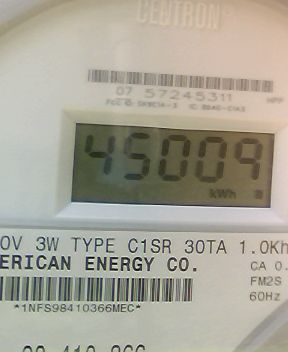 CENTRON
07 57245311
45009
kWh
0V 3W TYPE C1SR 30TA 1.0Kh
ERICAN ENERGY CO.
CA 0.
FM2S
60Hz
*1NFS98410366MEC*